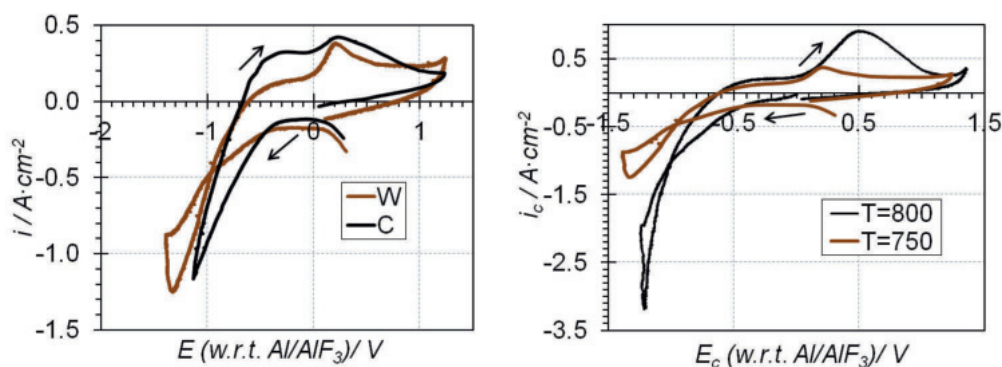 0.5
0.0
-0.5
-1.0
-1.5
-2
-1
0
1
i / A·cm-2
W
C
E (w.r.t. Al/AlF3)/ V
0.5
-0.5
-1.5
-2.5
-3.5
-1.5
-0.5
0.5
1.5
ic / A·cm-2
T=800
T=750
Ec (w.r.t. Al/AlF3)/ V